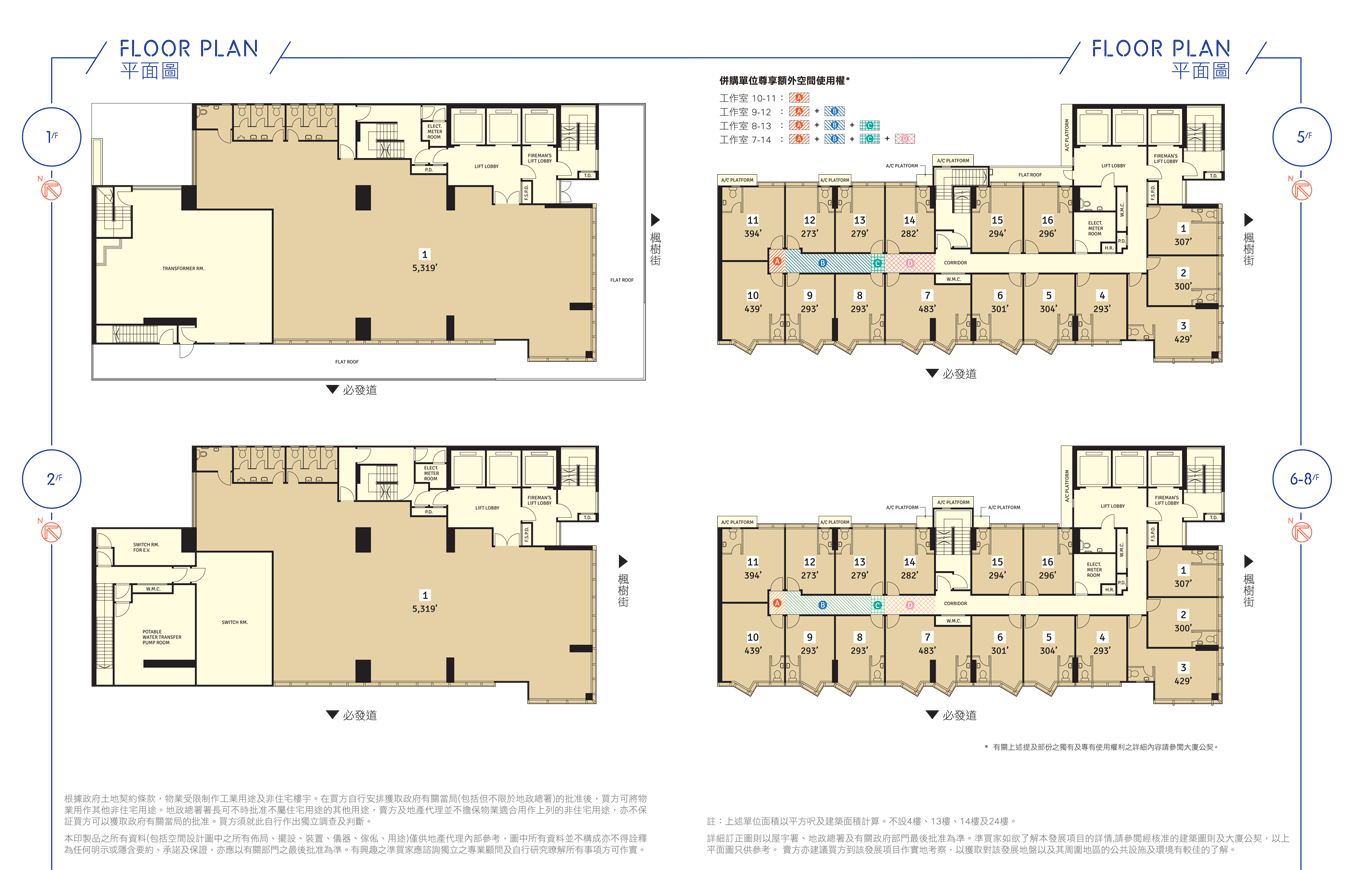 FLOOR PLAN
平面圖
1/F
N
ELECT.
METER
ROOM
P.D.
LIFT LOBBY
FIREMAN'S
LIFT LOBBY
F.S.P.D.
T.D.
TRANSFORMER RM.
1
5,319'
FLAT ROOF
FLAT ROOF
楓樹街
必發道
2/F
N
ELECT.
METER
ROOM
P.D.
LIFT LOBBY
FIREMAN'S
LIFT LOBBY
F.S.P.D.
T.D.
SWITCH RM.
FOR E.V.
W.M.C.
POTABLE
WATER TRANSFER
PUMP ROOM
SWITCH RM.
1
5,319'
楓樹街
必發道
根據政府土地契約條款，物業受限制作工業用途及非住宅樓宇。在買方自行安排獲取政府有關當局(包括但不限於地政總署)的批准後，買方可將物
業用作其他非住宅用途。地政總署署長可不時批准不屬住宅用途的其他用途，賣方及地產代理並不擔保物業適合用作上列的非住宅用途，亦不保
証買方可以獲取政府有關當局的批准。買方須就此自行作出獨立調查及判斷。
本印製品之所有資料(包括空間設計圖中之所有佈局、擺設、裝置、儀器、傢俬、用途)僅供地產代理內部參考，圖中所有資料並不構成亦不得詮釋
為任何明示或隱含要約、承諾及保證，亦應以有關部門之最後批准為準。有興趣之準買家應諮詢獨立之專業顧問及自行研究瞭解所有事項方可作實。
FLOOR PLAN
平面圖
併購單位尊享額外空間使用權*
工作室 10-11： A
工作室 9-12 ： A + B
工作室 8-13 ： A + B + C
工作室 7-14 ： A + B + C + D
5/F
N
A/C PLATFORM
A/C PLATFORM
A/C PLATFORM
A/C PLATFORM
A/C PLATFORM
FLAT ROOF
LIFT LOBBY
FIREMAN'S
LIFT LOBBY
F.S.P.D.
T.D.
W.M.C.
ELECT.
METER
ROOM
P.D.
H.R.
11
394'
12
273'
13
279'
14
282'
15
294'
16
296'
1
307'
A
B
C
D
CORRIDOR
W.M.C.
2
300'
10
439'
9
293'
8
293'
7
483'
6
301'
5
304'
4
293'
3
429'
楓樹街
必發道
6-8/F
N
A/C PLATFORM
A/C PLATFORM
A/C PLATFORM
A/C PLATFORM
A/C PLATFORM
A/C PLATFORM
LIFT LOBBY
FIREMAN'S
LIFT LOBBY
F.S.P.D.
T.D.
W.M.C.
ELECT.
METER
ROOM
P.D.
H.R.
11
394'
12
273'
13
279'
14
282'
15
294'
16
296'
1
307'
A
B
C
D
CORRIDOR
W.M.C.
2
300'
10
439'
9
293'
8
293'
7
483'
6
301'
5
304'
4
293'
3
429'
楓樹街
必發道
* 有關上述提及部份之獨有及專有使用權利之詳細內容請參閱大廈公契。
註：上述單位面積以平方呎及建築面積計算。不設4樓、13樓、14樓及24樓。
詳細訂正圖則以屋宇署、地政總署及有關政府部門最後批准為準。準買家如欲了解本發展項目的詳情,請參閱經核准的建築圖則及大廈公契，以上
平面圖只供參考。 賣方亦建議買方到該發展項目作實地考察，以獲取對該發展地盤以及其周圍地區的公共設施及環境有較佳的了解。